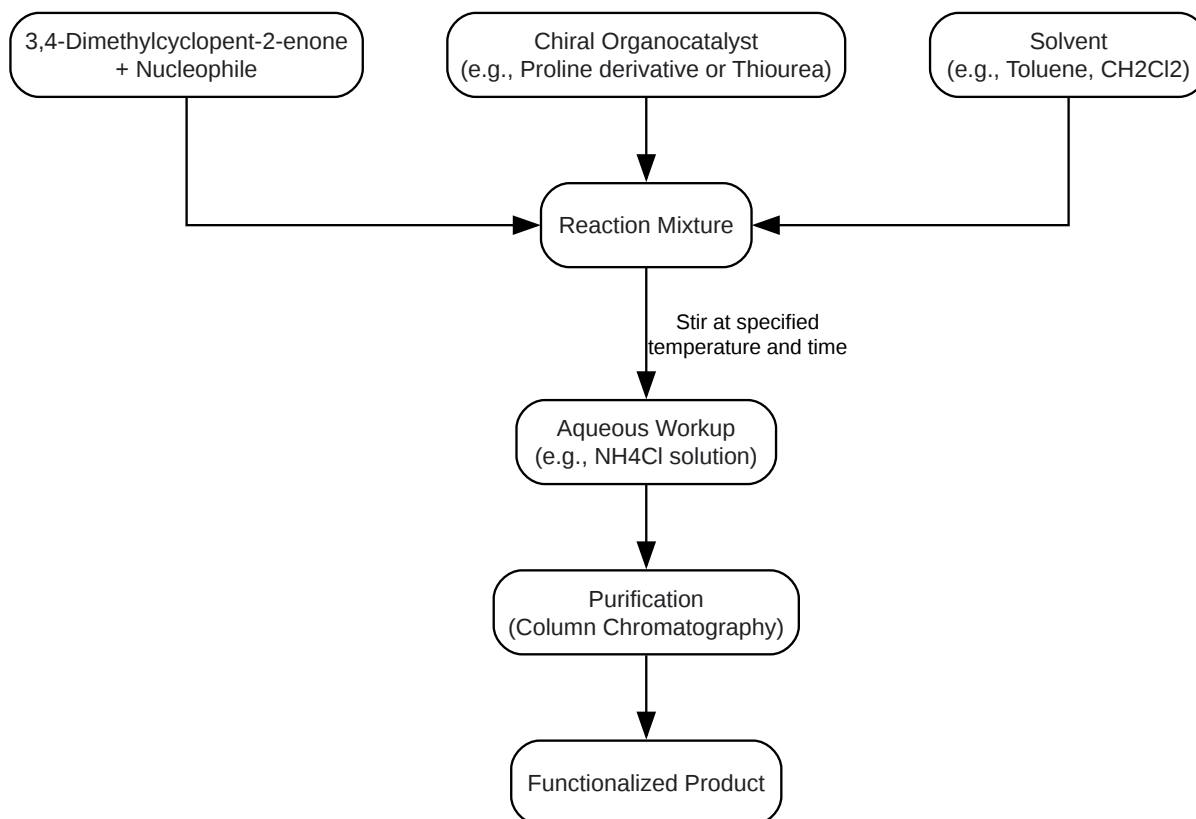 3,4-Dimethylcyclopent-2-enone
+ Nucleophile
Chiral Organocatalyst
(e.g., Proline derivative or Thiourea)
Solvent
(e.g., Toluene, CH2Cl2)
Reaction Mixture
Stir at specified
temperature and time
Aqueous Workup
(e.g., NH4Cl solution)
Purification
(Column Chromatography)
Functionalized Product